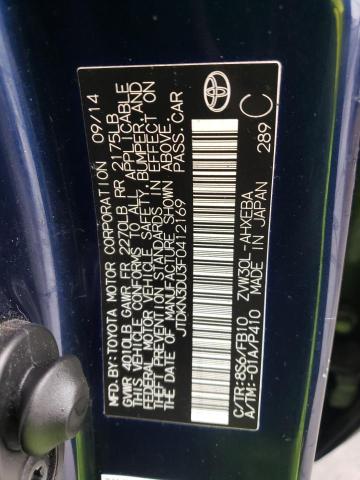 MFD.BY:TOYOTA MOTOR CORPORATION 09/14
GVWR 4010LB GAWR FR 2270LB RR 2175LB
THIS VEHICLE CONFORMS TO ALL APPLICABLE
FEDERAL MOTOR VEHICLE SAFETY, BUMPER, AND
THEFT PREVENTION STANDARDS IN EFFECT ON
THE DATE OF MANUFACTURE SHOWN ABOVE.
JTDKN3DU3F0412169 PASS.CAR
C/TR:8S6/FB10 ZVW30L-AHXEBA
A/TM:-01A/P410 MADE IN JAPAN 289
TOYOTA
C